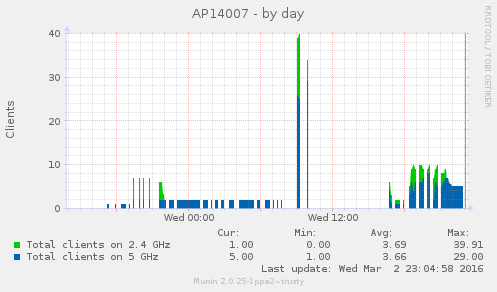 AP14007 - by day
RRDTOOL / TOBI OETIKER
Clients
40
30
20
10
0
Wed 00:00 Wed 12:00
Cur: Min: Avg: Max:
Total clients on 2.4 GHz 1.00 0.00 3.69 39.91
Total clients on 5 GHz 5.00 1.00 3.66 29.00
Last update: Wed Mar 2 23:04:58 2016
Munin 2.0.25-1ppa2~trusty